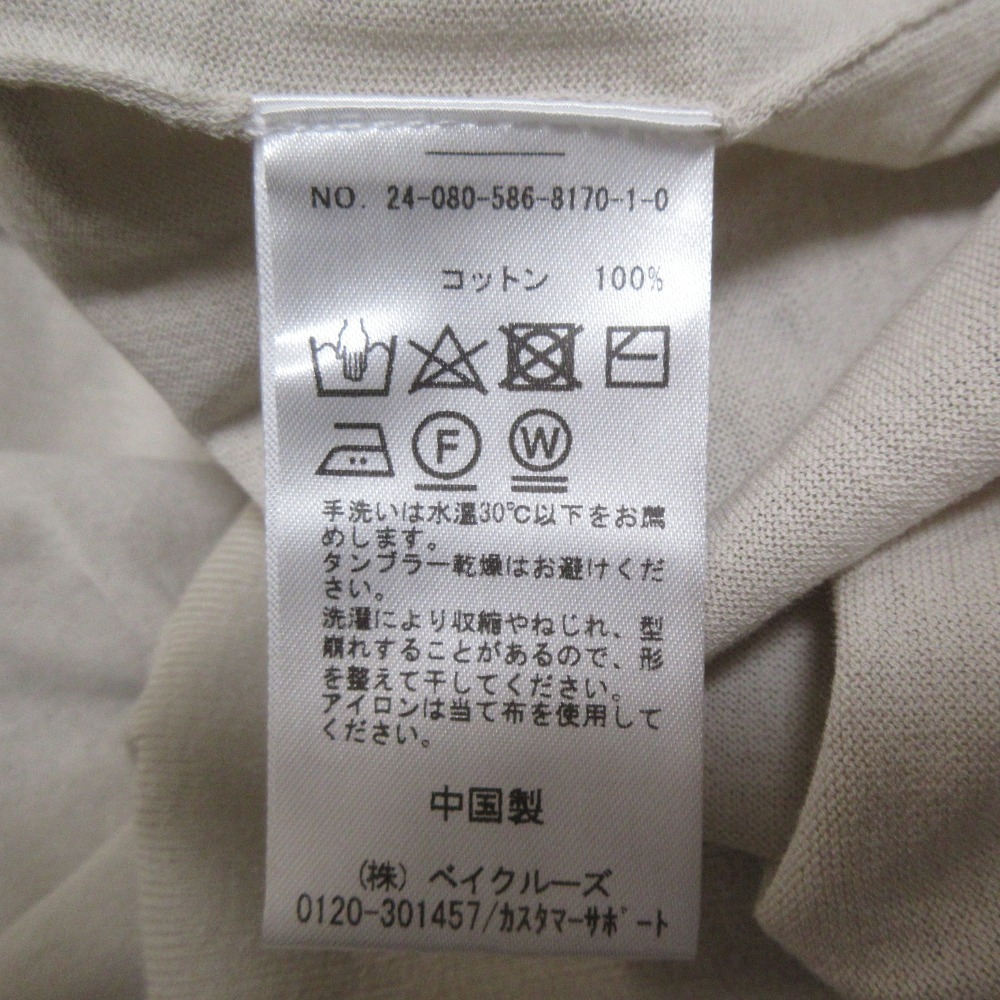 NO. 24-080-586-8170-1-0
コットン 100%
F W
手洗いは水温30℃以下をお薦
めします。
タンブラー乾燥はお避けくだ
さい。
洗濯により収縮やねじれ、型
崩れすることがあるので、形
を整えて干してください。
アイロンは当て布を使用して
ください。
中国製
(株) ベイクルーズ
0120-301457/カスタマーサポート